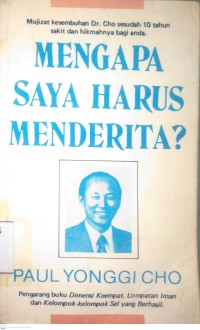 Mujizat kesembuhan Dr. Cho sesudah 10 tahun
sakit dan hikmahnya bagi anda.
MENGAPA
SAYA HARUS
MENDERITA?
PAUL YONGGI CHO
Pengarang buku Dimensi Keempat, Lompatan Iman
dan Kelompok-kelompok Sel yang Berhasil.